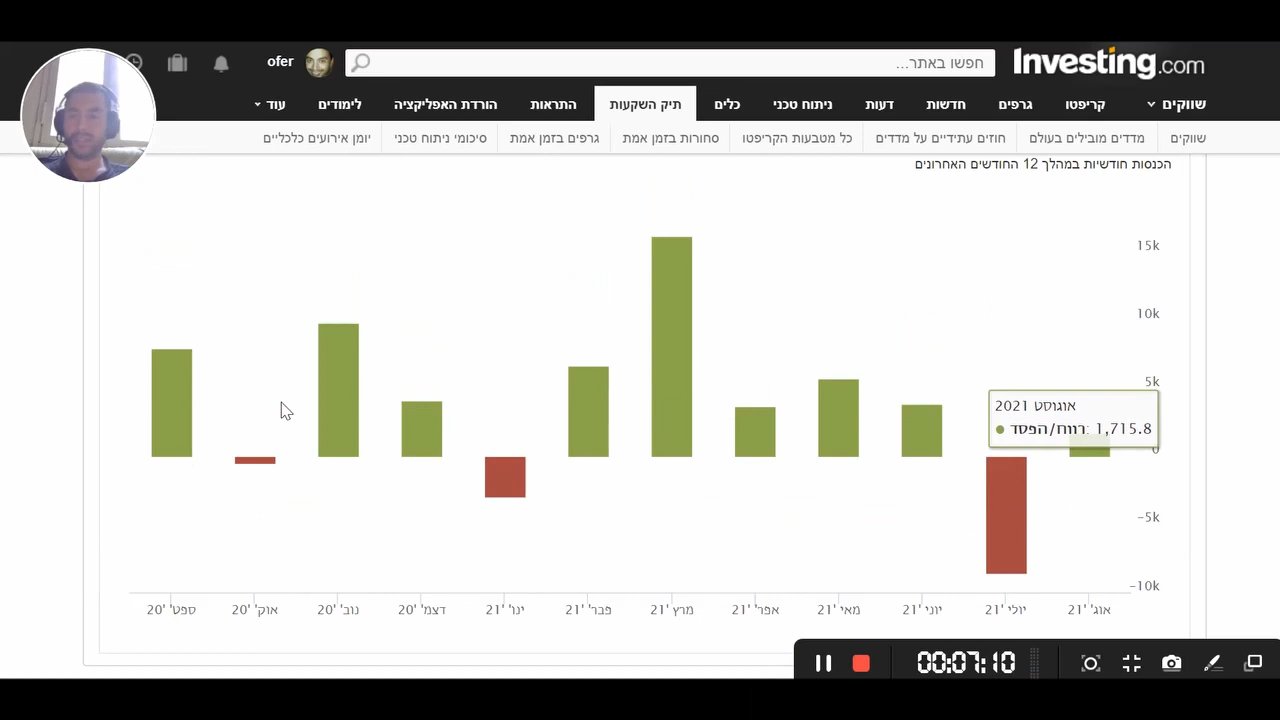 Investing.com
חפשו באתר...
ofer
שווקים
קריפטו
גרפים
חדשות
דעות
ניתוח טכני
כלים
תיק השקעות
התראות
הורדת האפליקציה
לימודים
עוד
שווקים
מדדים מובילים בעולם
חוזים עתידיים על מדדים
כל מטבעות הקריפטו
סחורות בזמן אמת
גרפים בזמן אמת
סיכומי ניתוח טכני
יומן אירועים כלכליים
הכנסות חודשיות במהלך 12 החודשים האחרונים
15k
10k
5k
0
-5k
-10k
אוגוסט 2021
רווח/הפסד: 1,715.8
ספט' '20
אוק' '20
נוב' '20
דצמ' '20
ינו' '21
פבר' '21
מרץ '21
אפר' '21
מאי '21
יוני '21
יולי '21
אוג' '21
00:07:10